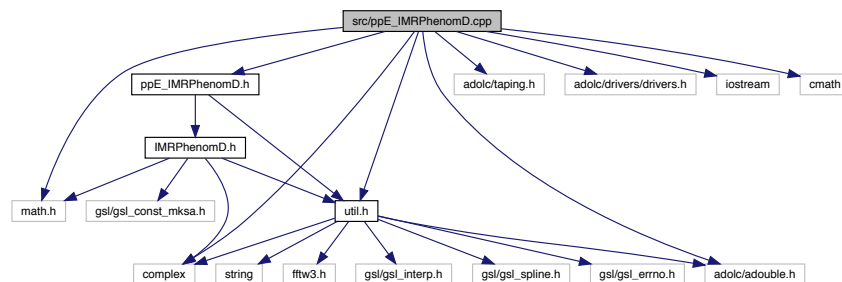 src/ppE_IMRPhenomD.cpp
ppE_IMRPhenomD.h
adolc/taping.h
adolc/drivers/drivers.h
iostream
cmath
IMRPhenomD.h
math.h
gsl/gsl_const_mksa.h
util.h
complex
string
fftw3.h
gsl/gsl_interp.h
gsl/gsl_spline.h
gsl/gsl_errno.h
adolc/adouble.h